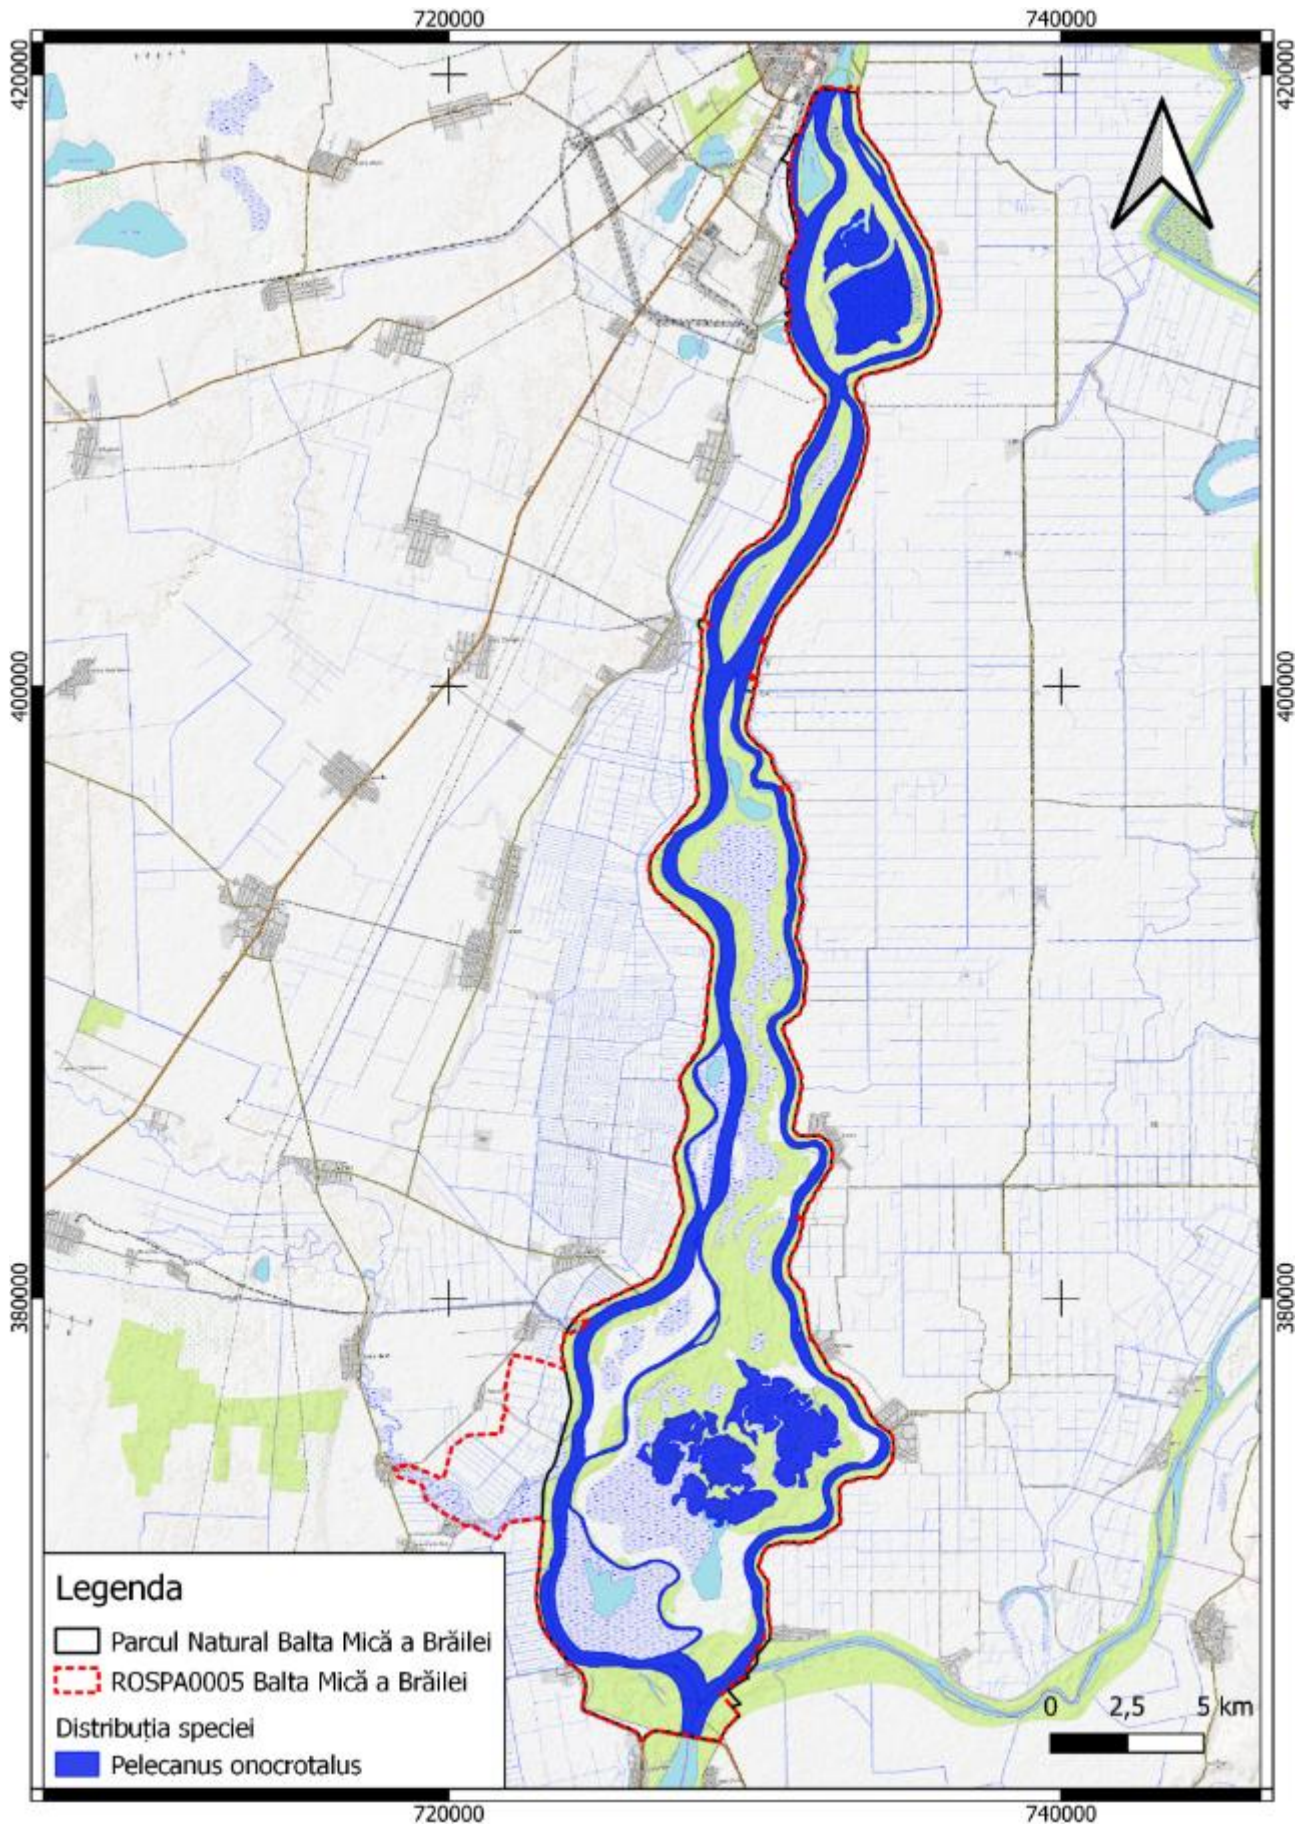 720000 740000
420000 420000
400000 400000
380000 380000
Legenda
Parcul Natural Balta Mică a Brăilei
ROSPA0005 Balta Mică a Brăilei
Distribuția speciei
Pelecanus onocrotalus
0 2,5 5 km
720000 740000